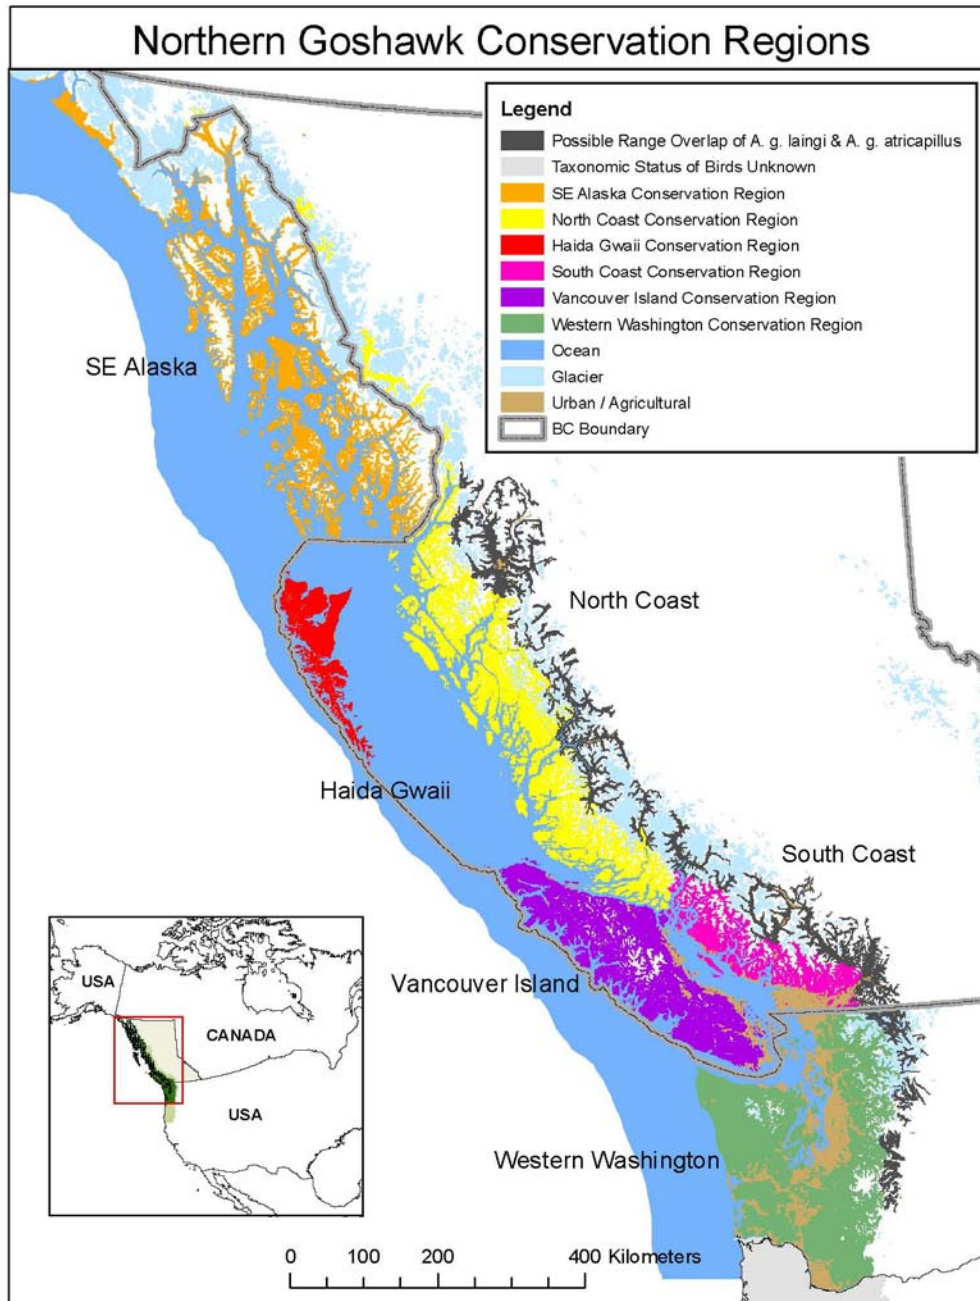 Northern Goshawk Conservation Regions
Legend
Possible Range Overlap of A. g. laingi & A. g. atricapillus
Taxonomic Status of Birds Unknown
SE Alaska Conservation Region
North Coast Conservation Region
Haida Gwaii Conservation Region
South Coast Conservation Region
Vancouver Island Conservation Region
Western Washington Conservation Region
Ocean
Glacier
Urban / Agricultural
BC Boundary
SE Alaska
North Coast
Haida Gwaii
South Coast
Vancouver Island
USA
CANADA
USA
Western Washington
0 100 200 400 Kilometers